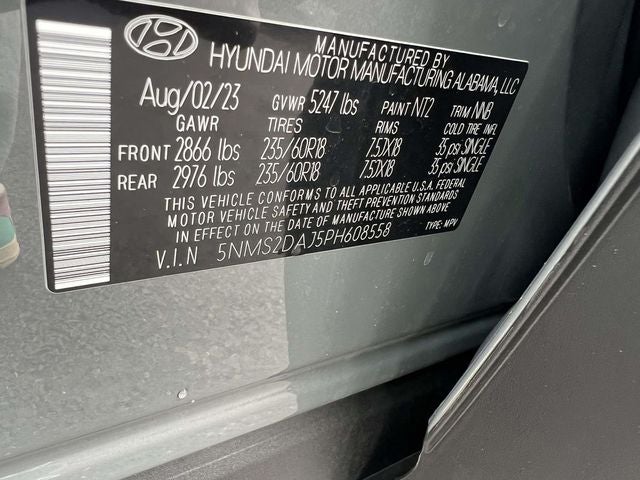 MANUFACTURED BY
HYUNDAI MOTOR MANUFACTURING ALABAMA, LLC
Aug/02/23 GVWR 5247 lbs PAINT NT2 TRIM NNB
GAWR TIRES RIMS COLD TIRE INFL
FRONT 2866 lbs 235/60R18 7.5JX18 35 psi SINGLE
REAR 2976 lbs 235/60R18 7.5JX18 35 psi SINGLE
THIS VEHICLE CONFORMS TO ALL APPLICABLE U.S.A. FEDERAL
MOTOR VEHICLE SAFETY AND THEFT PREVENTION STANDARDS
IN EFFECT ON THE DATE OF MANUFACTURE SHOWN ABOVE.
V.I.N 5NMS2DAJ5PH608558 TYPE: MPV